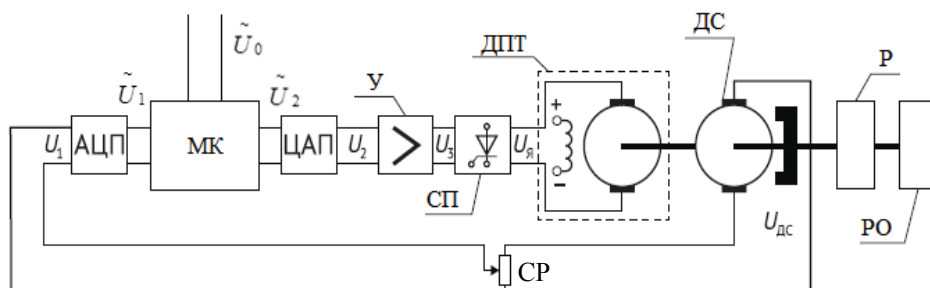 Ũ₀
ДПТ
ДС
Р
Ũ₁
Ũ₂
У
U₁
АЦП
МК
ЦАП
U₂
>
U₃
Uя
+
−
СП
Uдс
РО
СР